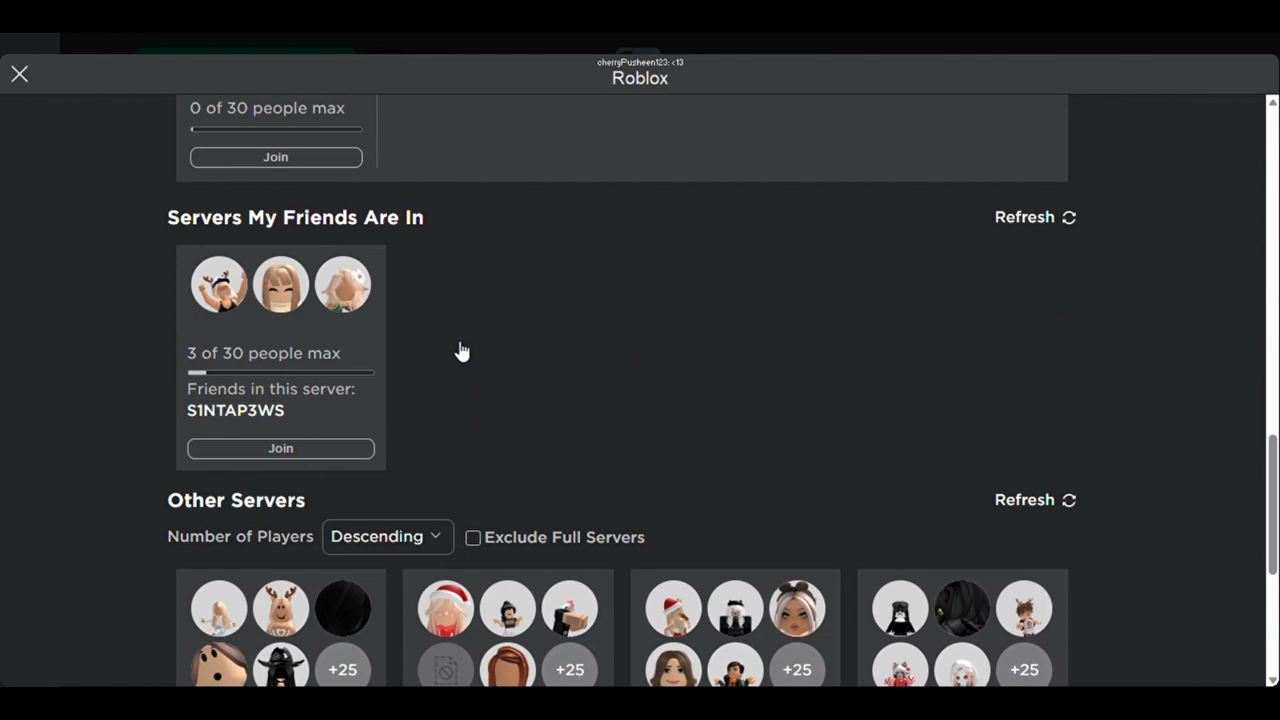 cherryPusheen123: <13
Roblox
0 of 30 people max
Join
Servers My Friends Are In
Refresh
3 of 30 people max
Friends in this server:
S1NTAP3WS
Join
Other Servers
Refresh
Number of Players Descending Exclude Full Servers
+25 +25 +25 +25